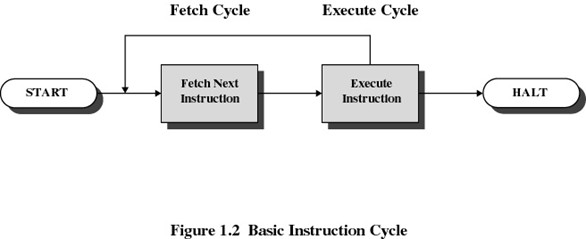 Fetch Cycle
Execute Cycle
START
Fetch Next
Instruction
Execute
Instruction
HALT
Figure 1.2 Basic Instruction Cycle